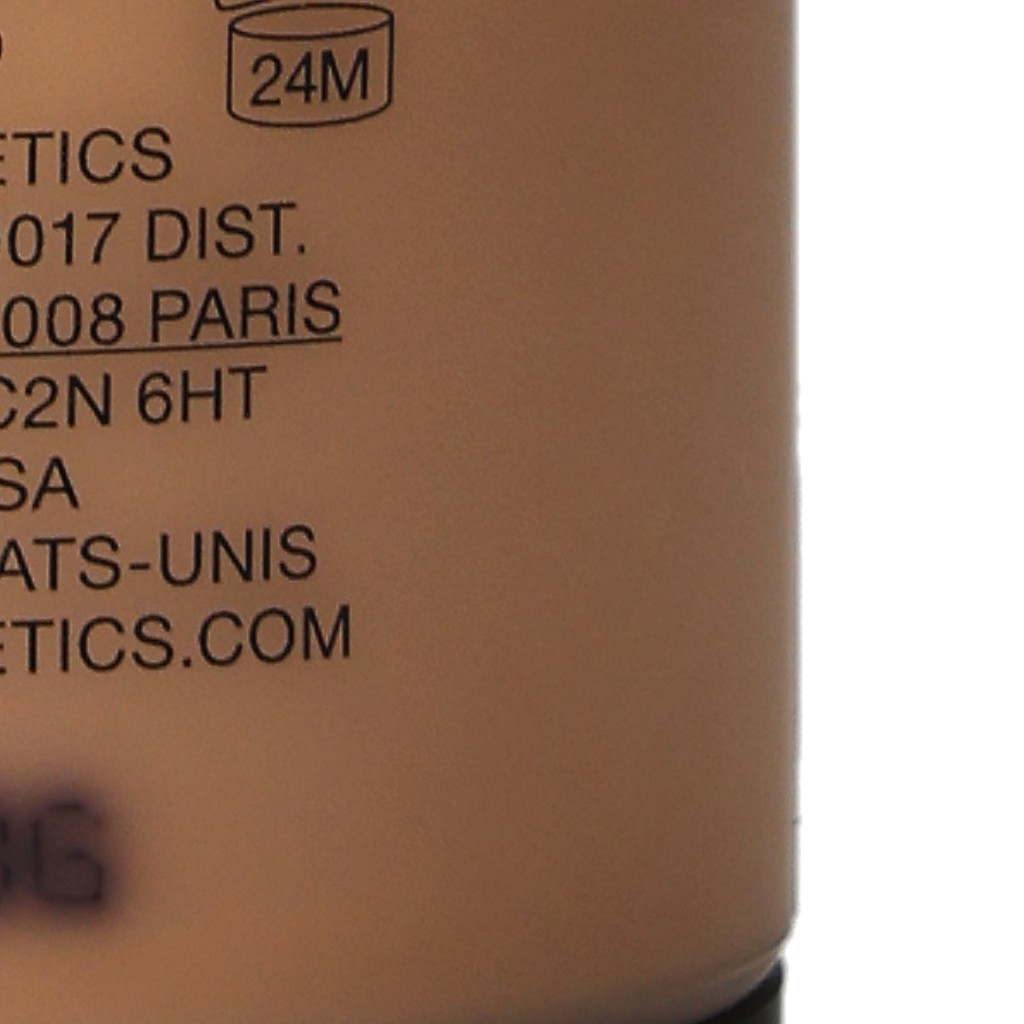 24M
ETICS
-017 DIST.
008 PARIS
C2N 6HT
SA
ATS-UNIS
ETICS.COM